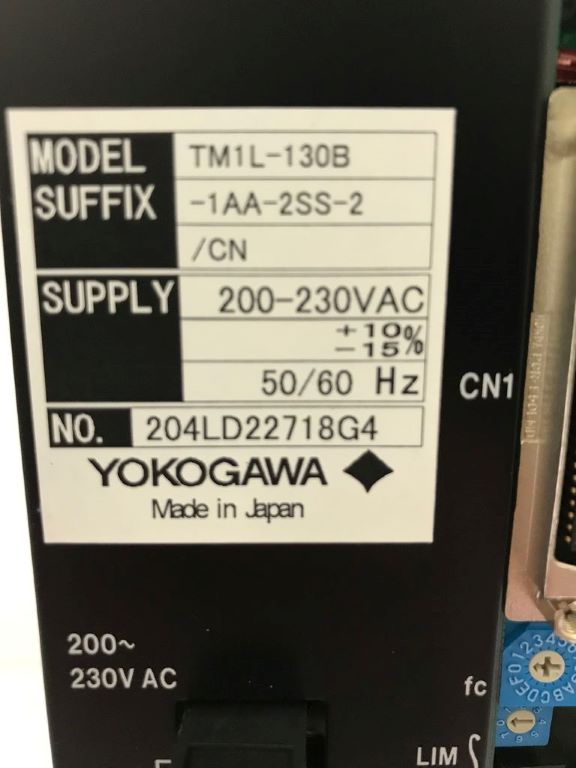 MODEL TM1L-130B
SUFFIX -1AA-2SS-2
/CN
SUPPLY 200-230VAC
+10%
-15%
50/60 Hz
CN1
NO. 204LD22718G4
YOKOGAWA
Made in Japan
200~
230V AC
fc
LIM